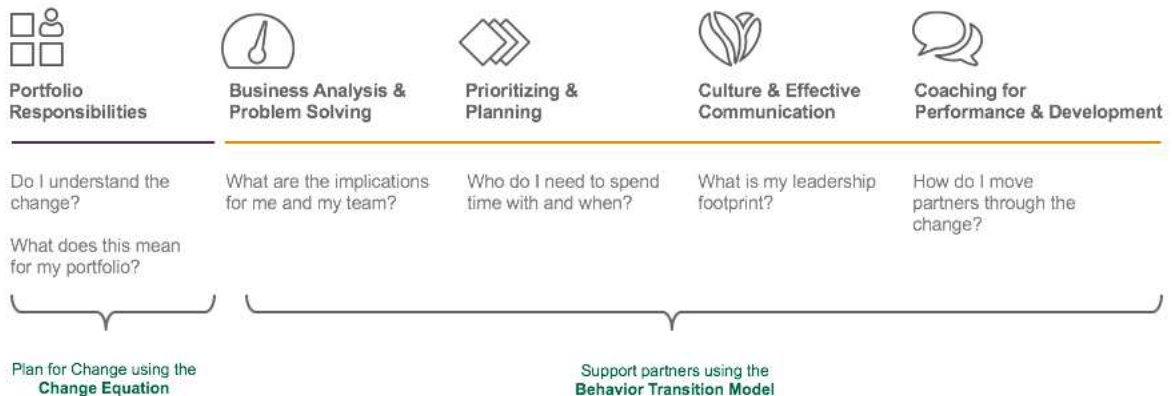 Portfolio
Responsibilities
Business Analysis &
Problem Solving
Prioritizing &
Planning
Culture & Effective
Communication
Coaching for
Performance & Development
Do I understand the
change?
What does this mean
for my portfolio?
What are the implications
for me and my team?
Who do I need to spend
time with and when?
What is my leadership
footprint?
How do I move
partners through the
change?
Plan for Change using the
Change Equation
Support partners using the
Behavior Transition Model